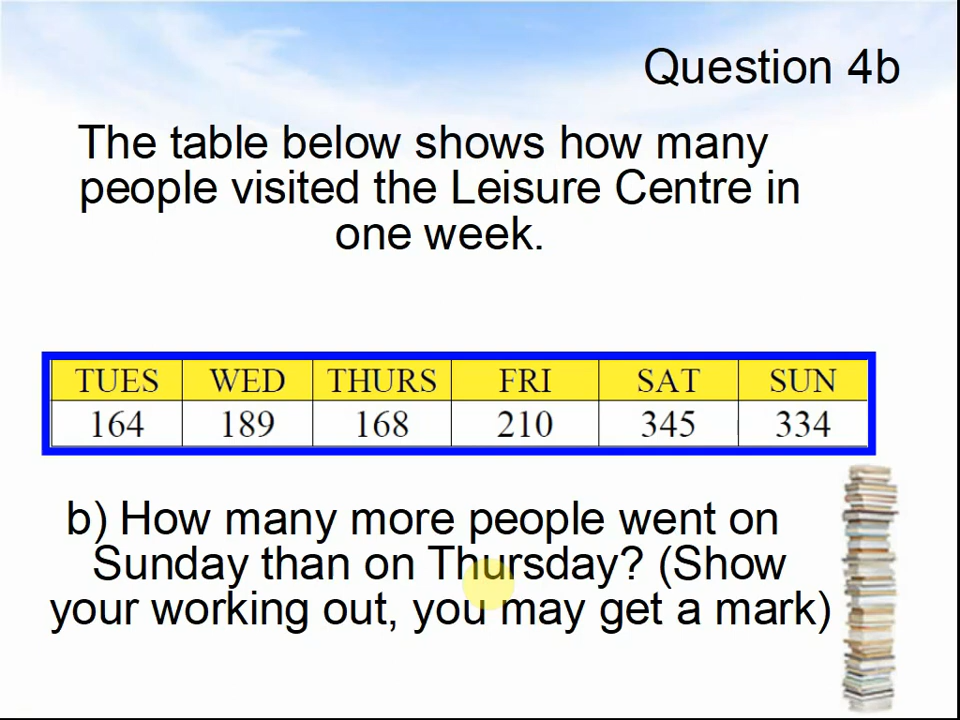 Question 4b
The table below shows how many
people visited the Leisure Centre in
one week.
TUES WED THURS FRI SAT SUN
164 189 168 210 345 334
b) How many more people went on
Sunday than on Thursday? (Show
your working out, you may get a mark)